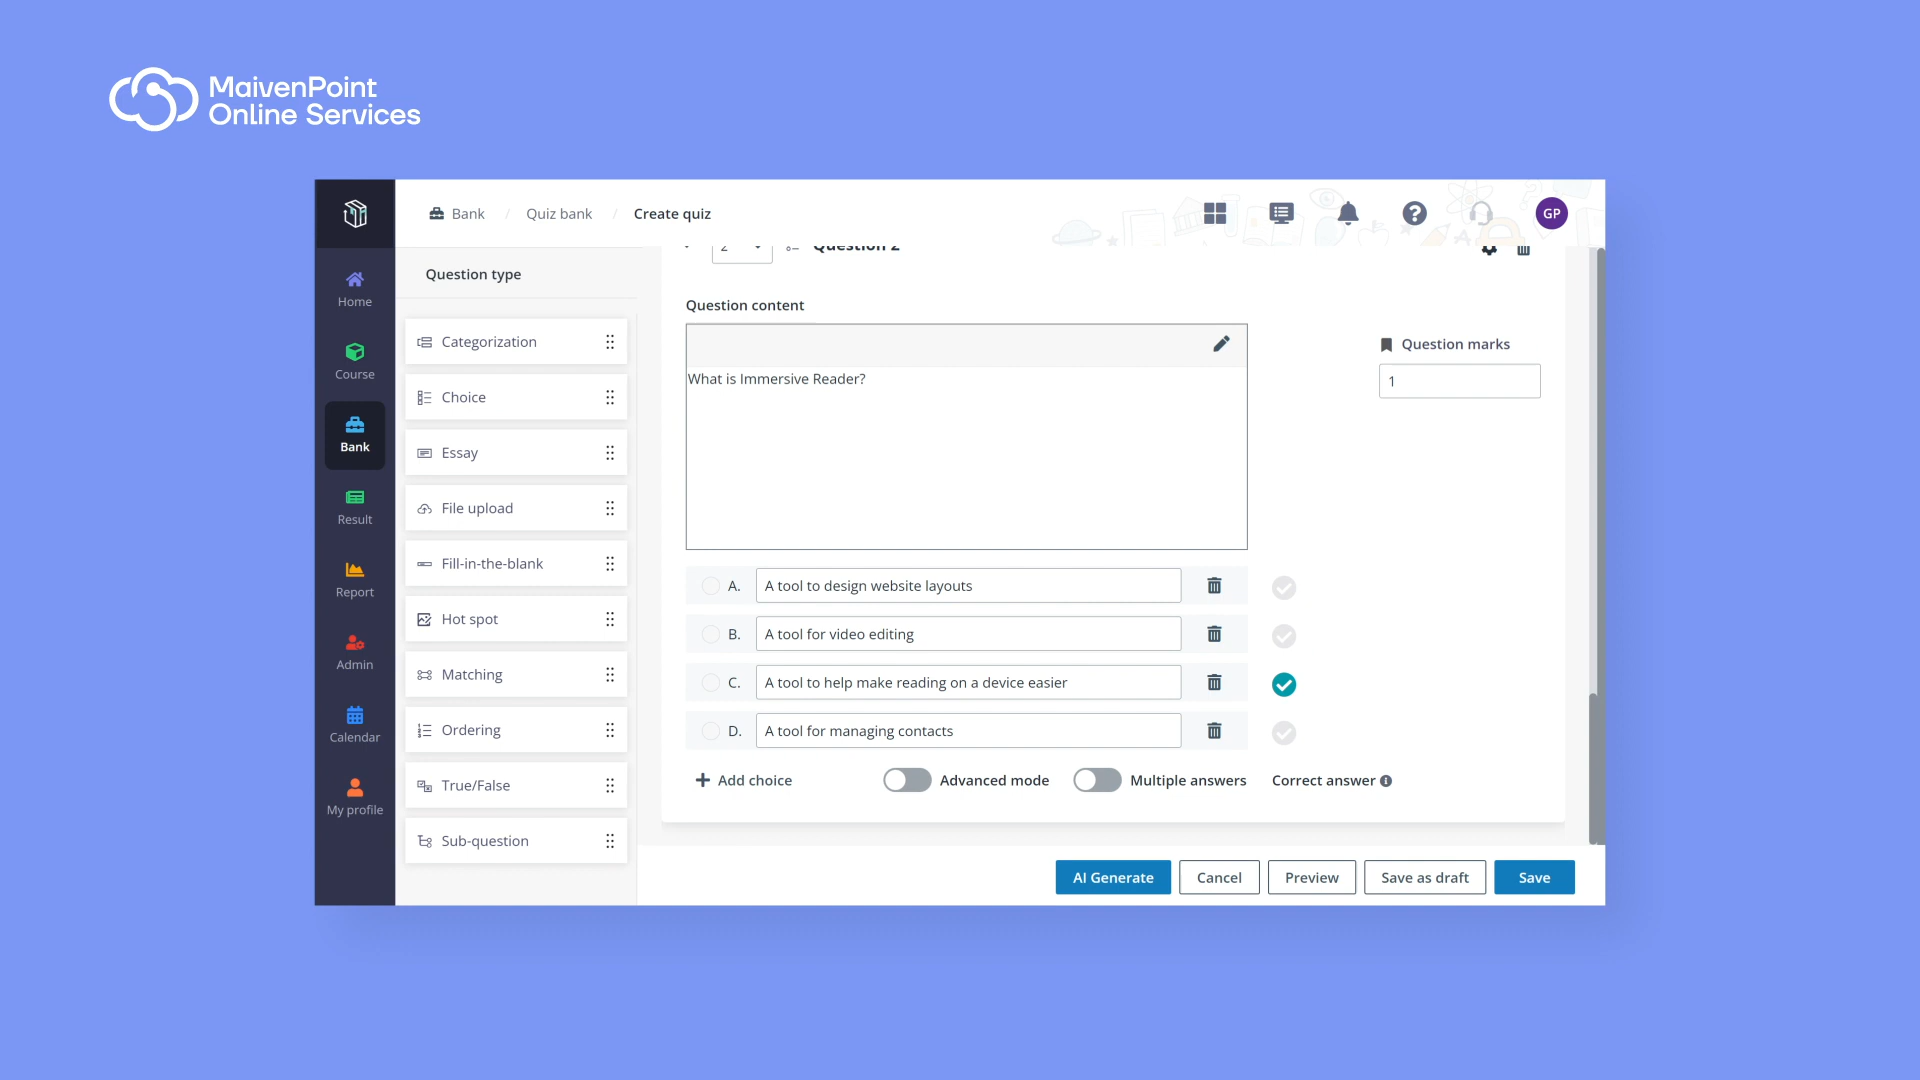 MaivenPoint
Online Services
Bank / Quiz bank / Create quiz
GP
Home
Course
Bank
Result
Report
Admin
Calendar
My profile
Question type
Categorization
Choice
Essay
File upload
Fill-in-the-blank
Hot spot
Matching
Ordering
True/False
Sub-question
2
Question 2
Question content
What is Immersive Reader?
Question marks
1
A. A tool to design website layouts
B. A tool for video editing
C. A tool to help make reading on a device easier
D. A tool for managing contacts
Add choice
Advanced mode
Multiple answers
Correct answer
AI Generate
Cancel
Preview
Save as draft
Save